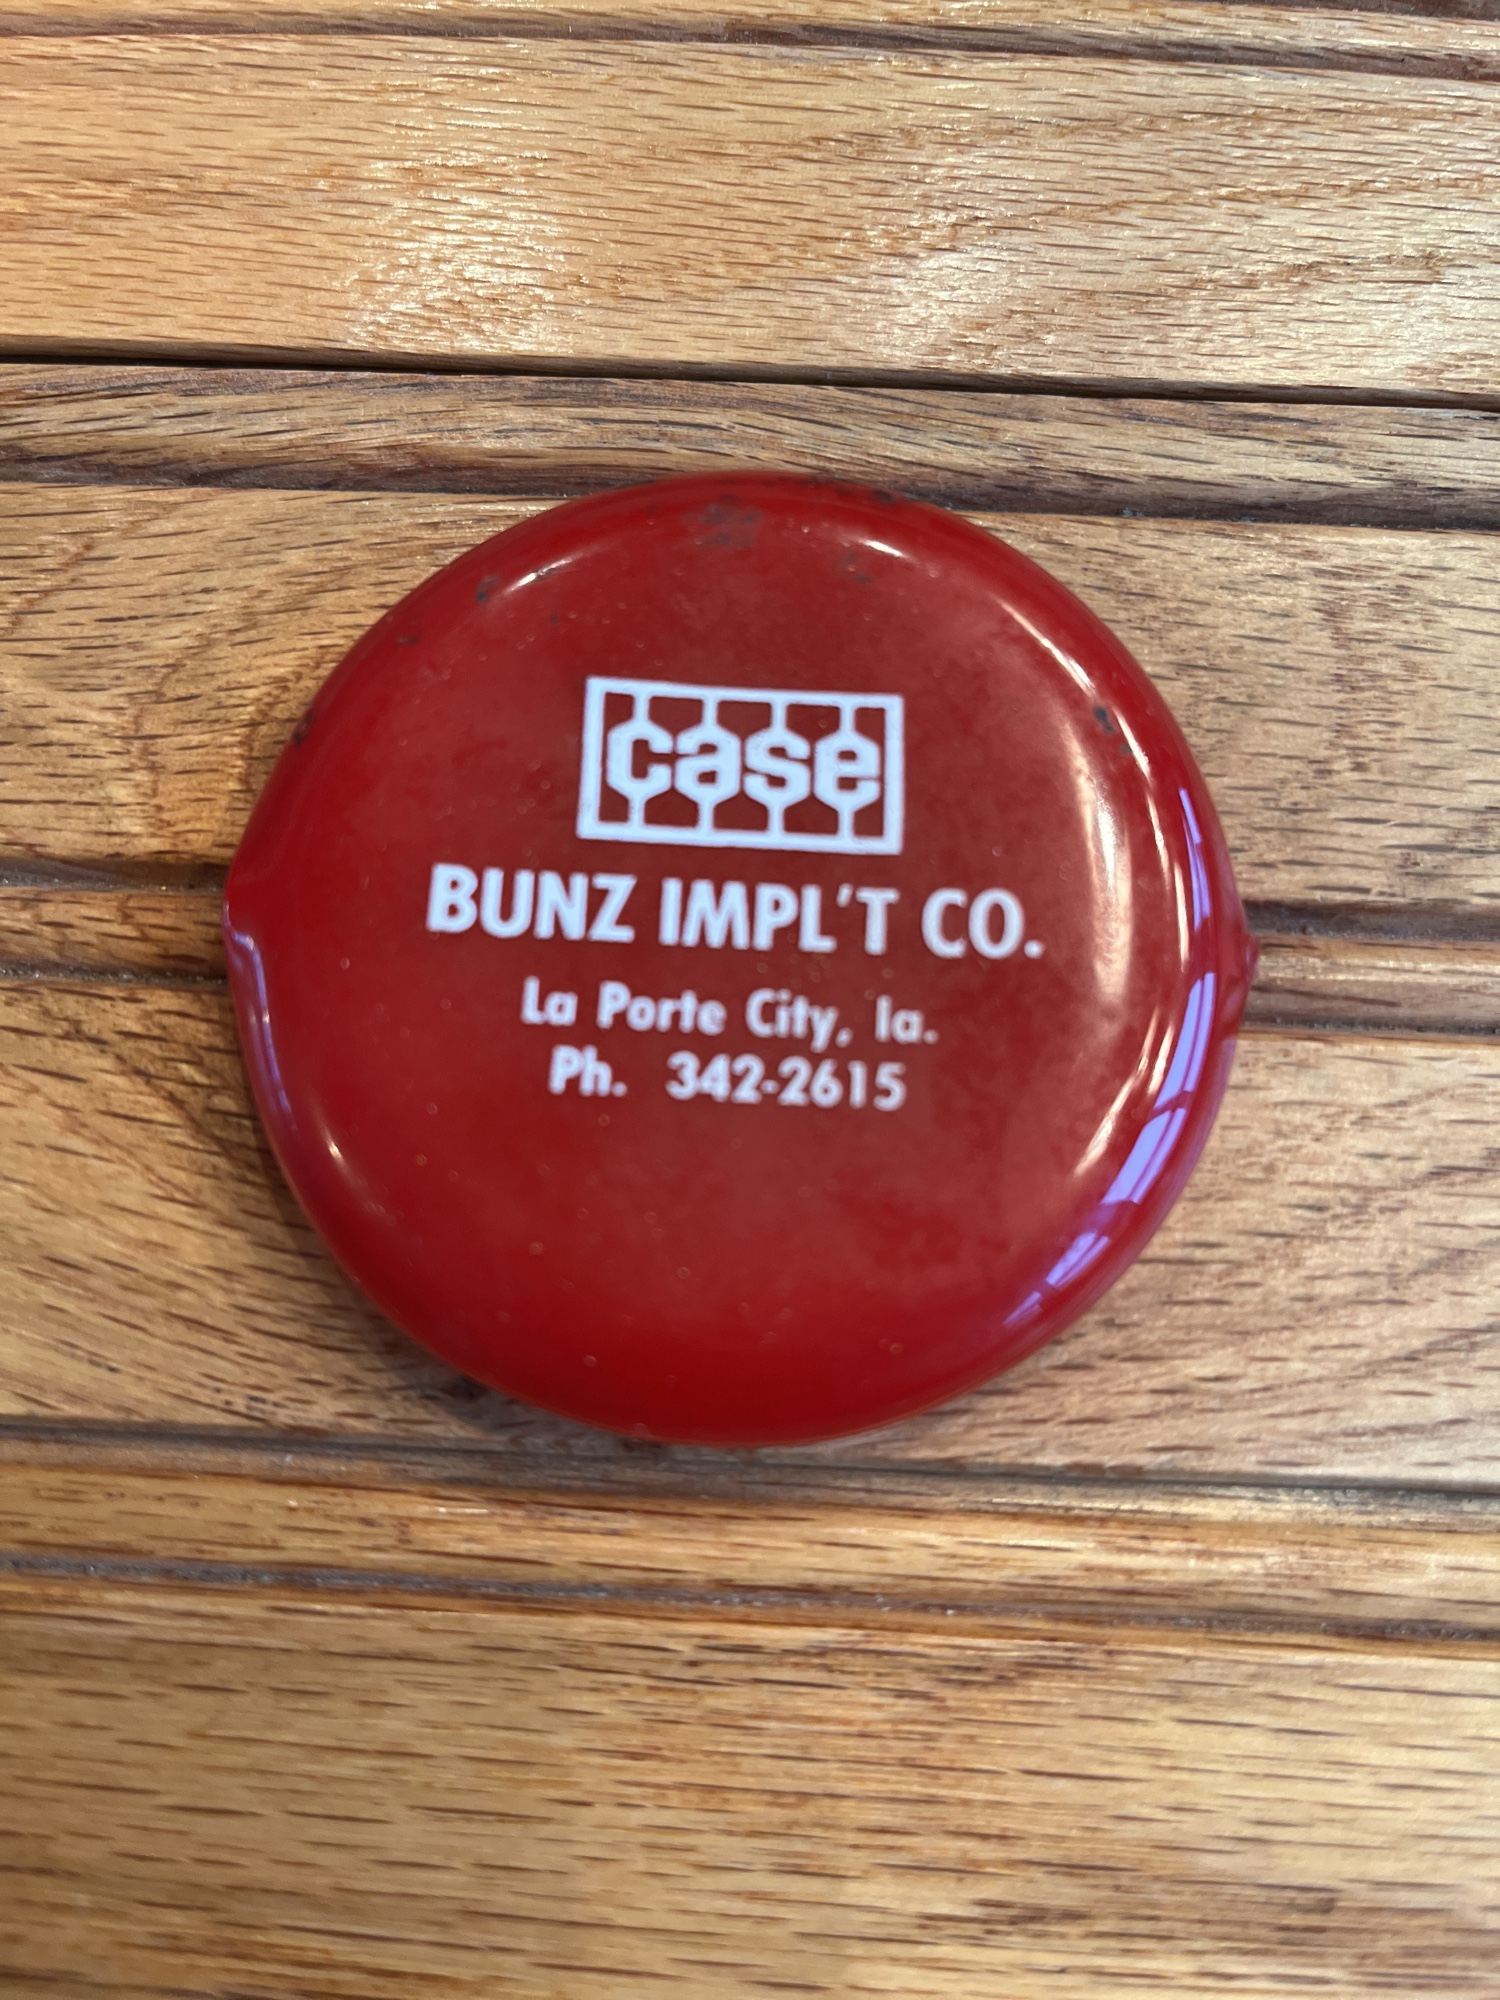 case
BUNZ IMPL'T CO.
La Porte City, Ia.
Ph. 342-2615